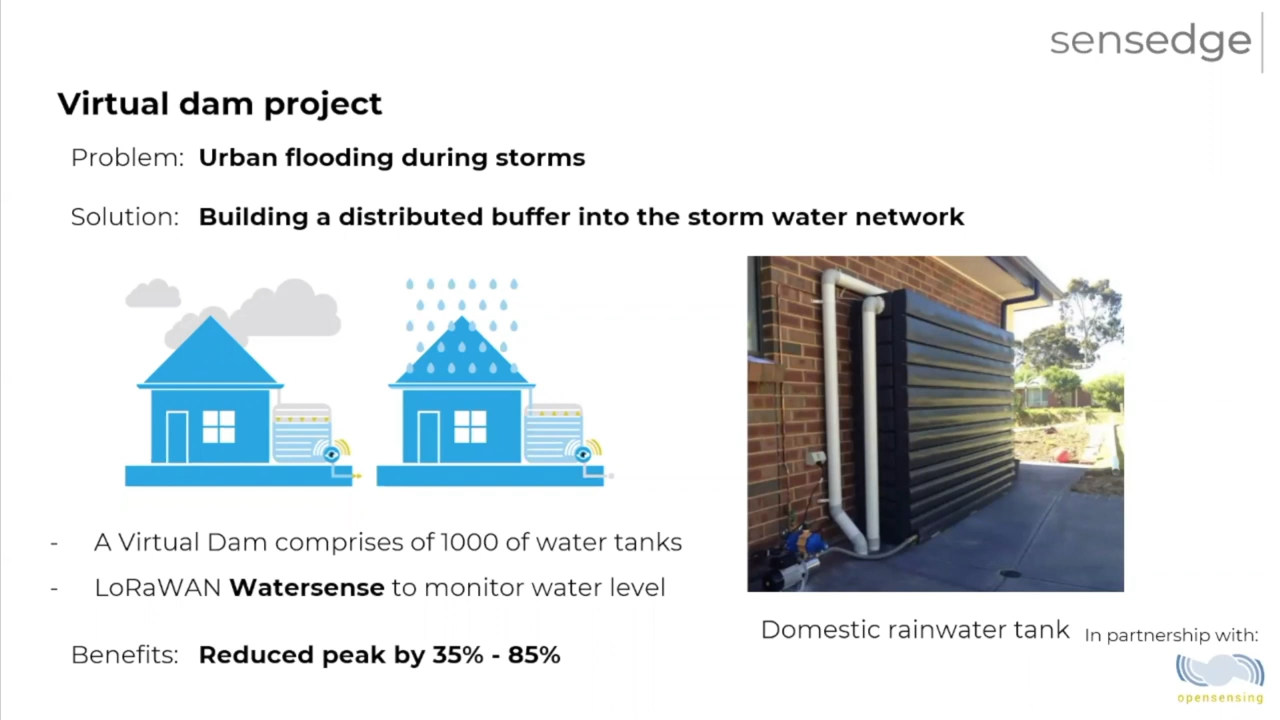 sensedge
Virtual dam project
Problem: Urban flooding during storms
Solution: Building a distributed buffer into the storm water network
- A Virtual Dam comprises of 1000 of water tanks
- LoRaWAN Watersense to monitor water level
Benefits: Reduced peak by 35% - 85%
Domestic rainwater tank
In partnership with:
opensensing